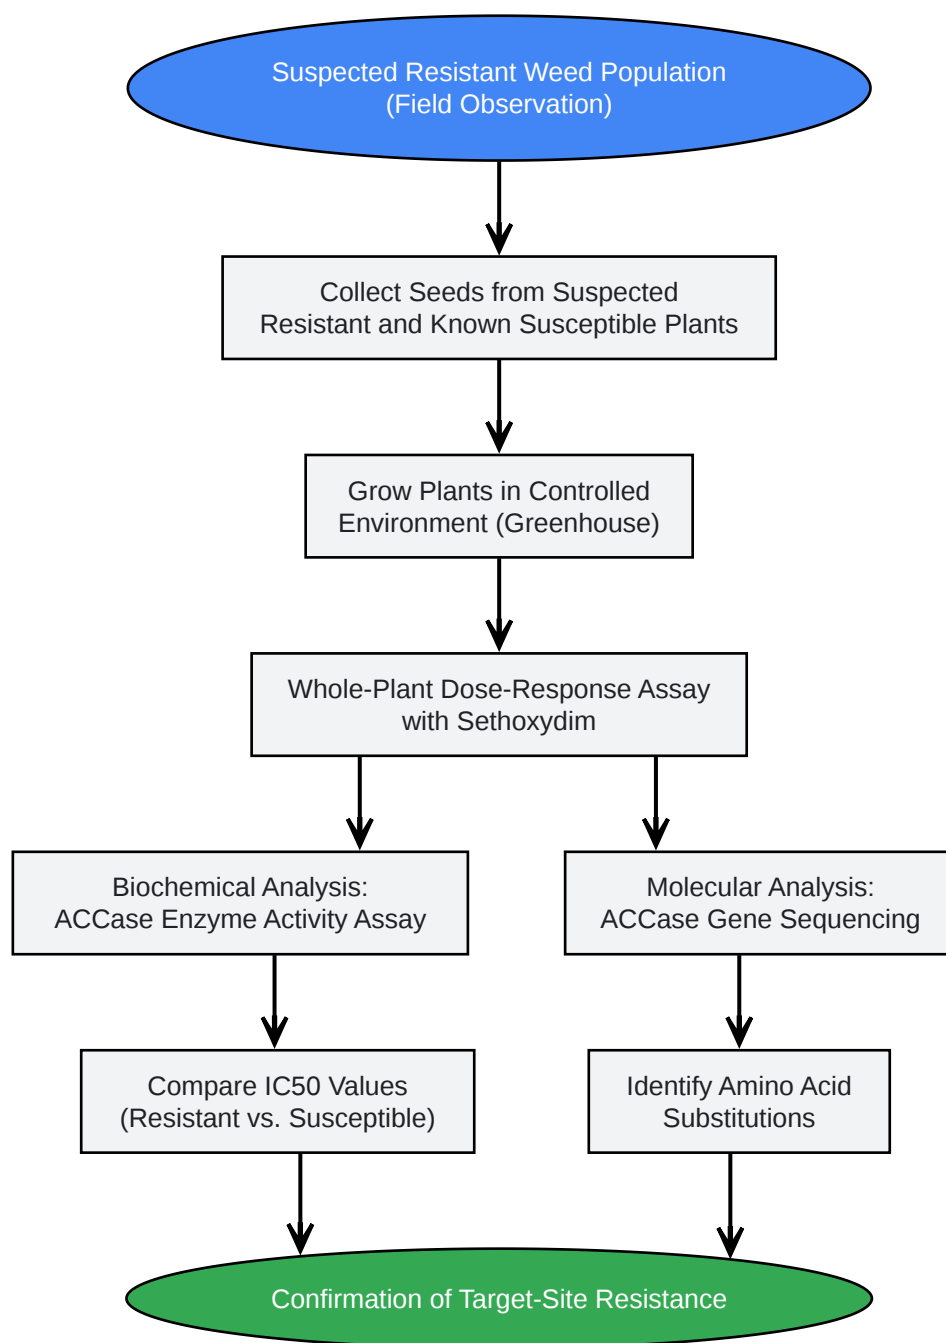 Suspected Resistant Weed Population
(Field Observation)
Collect Seeds from Suspected
Resistant and Known Susceptible Plants
Grow Plants in Controlled
Environment (Greenhouse)
Whole-Plant Dose-Response Assay
with Sethoxydim
Biochemical Analysis:
ACCase Enzyme Activity Assay
Molecular Analysis:
ACCase Gene Sequencing
Compare IC50 Values
(Resistant vs. Susceptible)
Identify Amino Acid
Substitutions
Confirmation of Target-Site Resistance